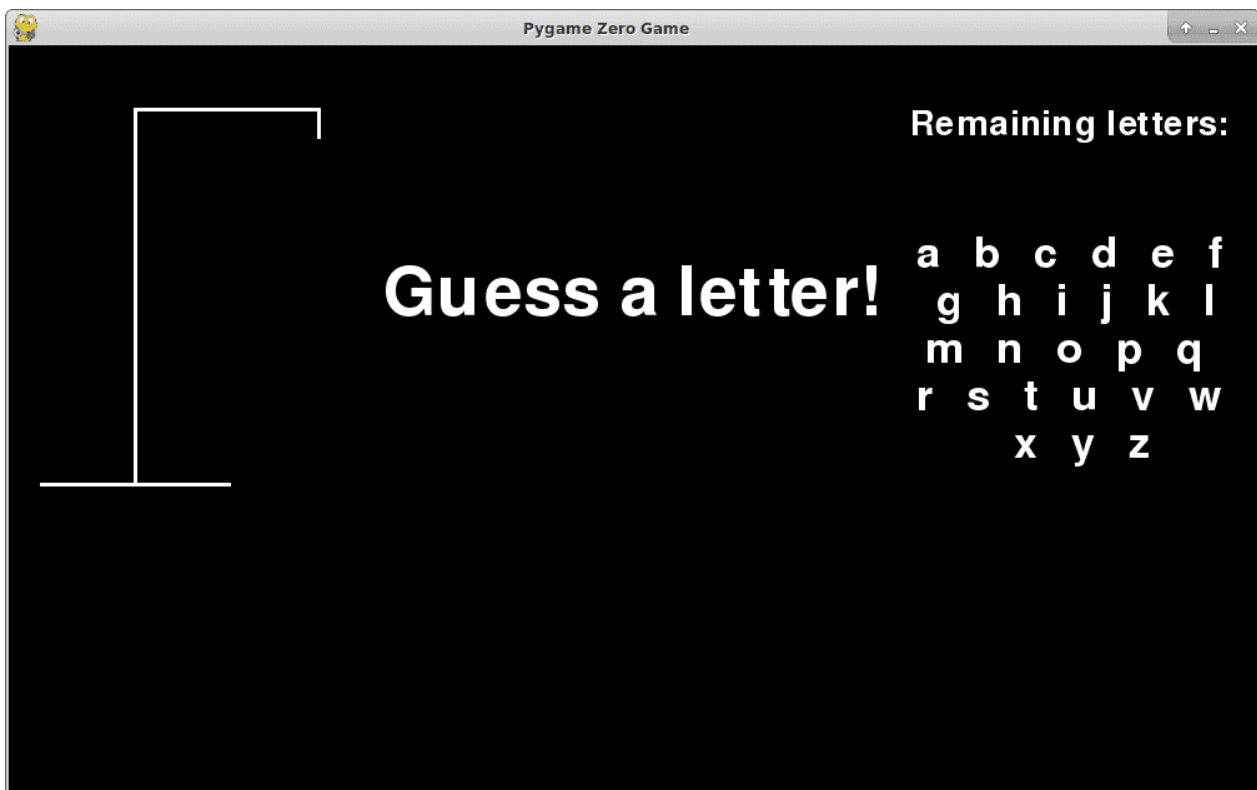 Pygame Zero Game
Remaining letters:
Guess a letter!
a b c d e f
g h i j k l
m n o p q
r s t u v w
x y z